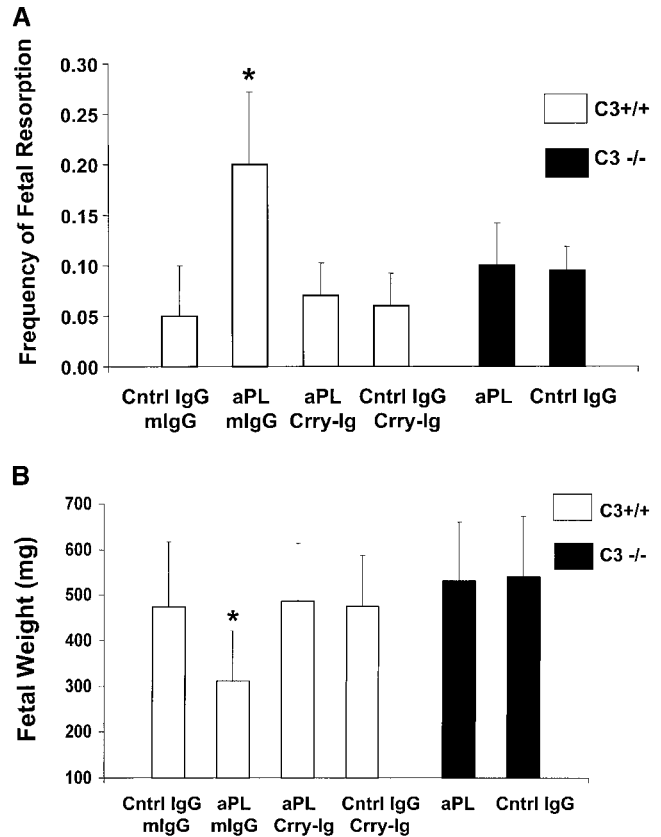 A
Frequency of Fetal Resorption
0.30
0.25
0.20
0.15
0.10
0.05
0.00
*
C3+/+
C3 -/-
Cntrl IgG aPL aPL Cntrl IgG aPL Cntrl IgG
mIgG mIgG Crry-Ig Crry-Ig
B
Fetal Weight (mg)
700
600
500
400
300
200
100
*
C3+/+
C3 -/-
Cntrl IgG aPL aPL Cntrl IgG aPL Cntrl IgG
mIgG mIgG Crry-Ig Crry-Ig